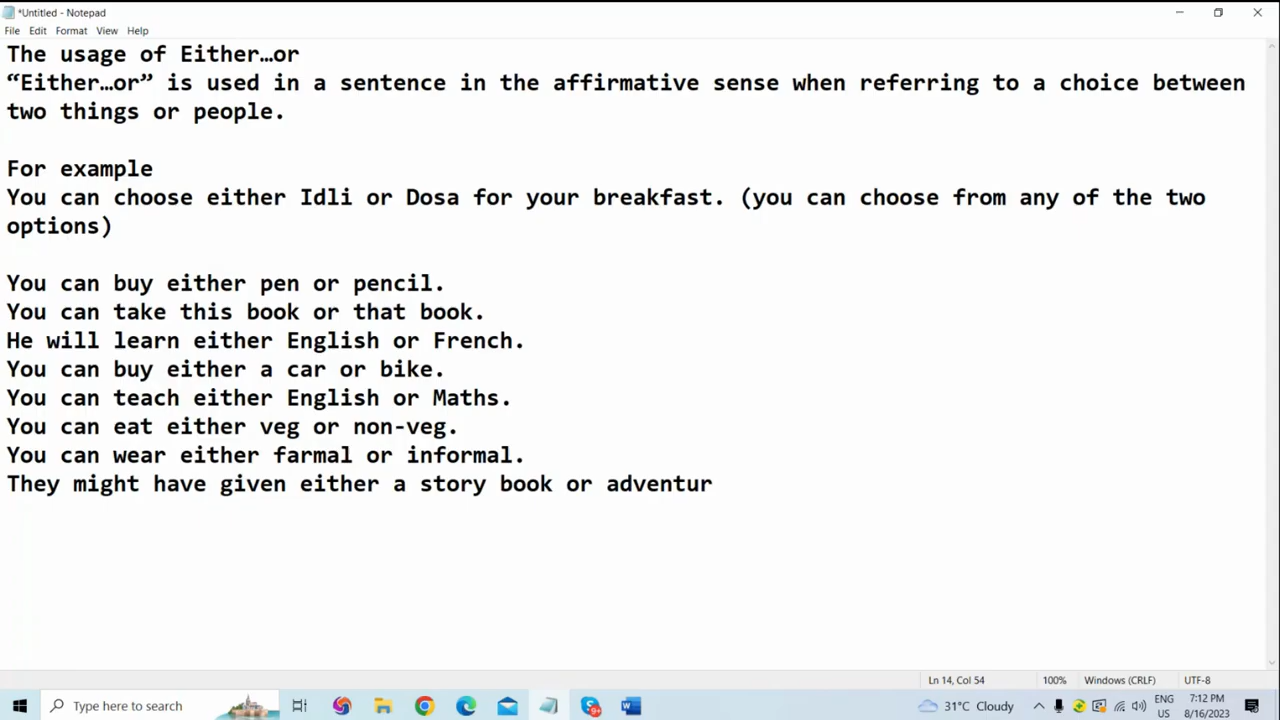 *Untitled - Notepad
File Edit Format View Help
The usage of Either…or
“Either…or” is used in a sentence in the affirmative sense when referring to a choice between
two things or people.
For example
You can choose either Idli or Dosa for your breakfast. (you can choose from any of the two
options)
You can buy either pen or pencil.
You can take this book or that book.
He will learn either English or French.
You can buy either a car or bike.
You can teach either English or Maths.
You can eat either veg or non-veg.
You can wear either farmal or informal.
They might have given either a story book or adventur
Ln 14, Col 54 100% Windows (CRLF) UTF-8
Type here to search 31°C Cloudy ENG US 7:12 PM 8/16/2023